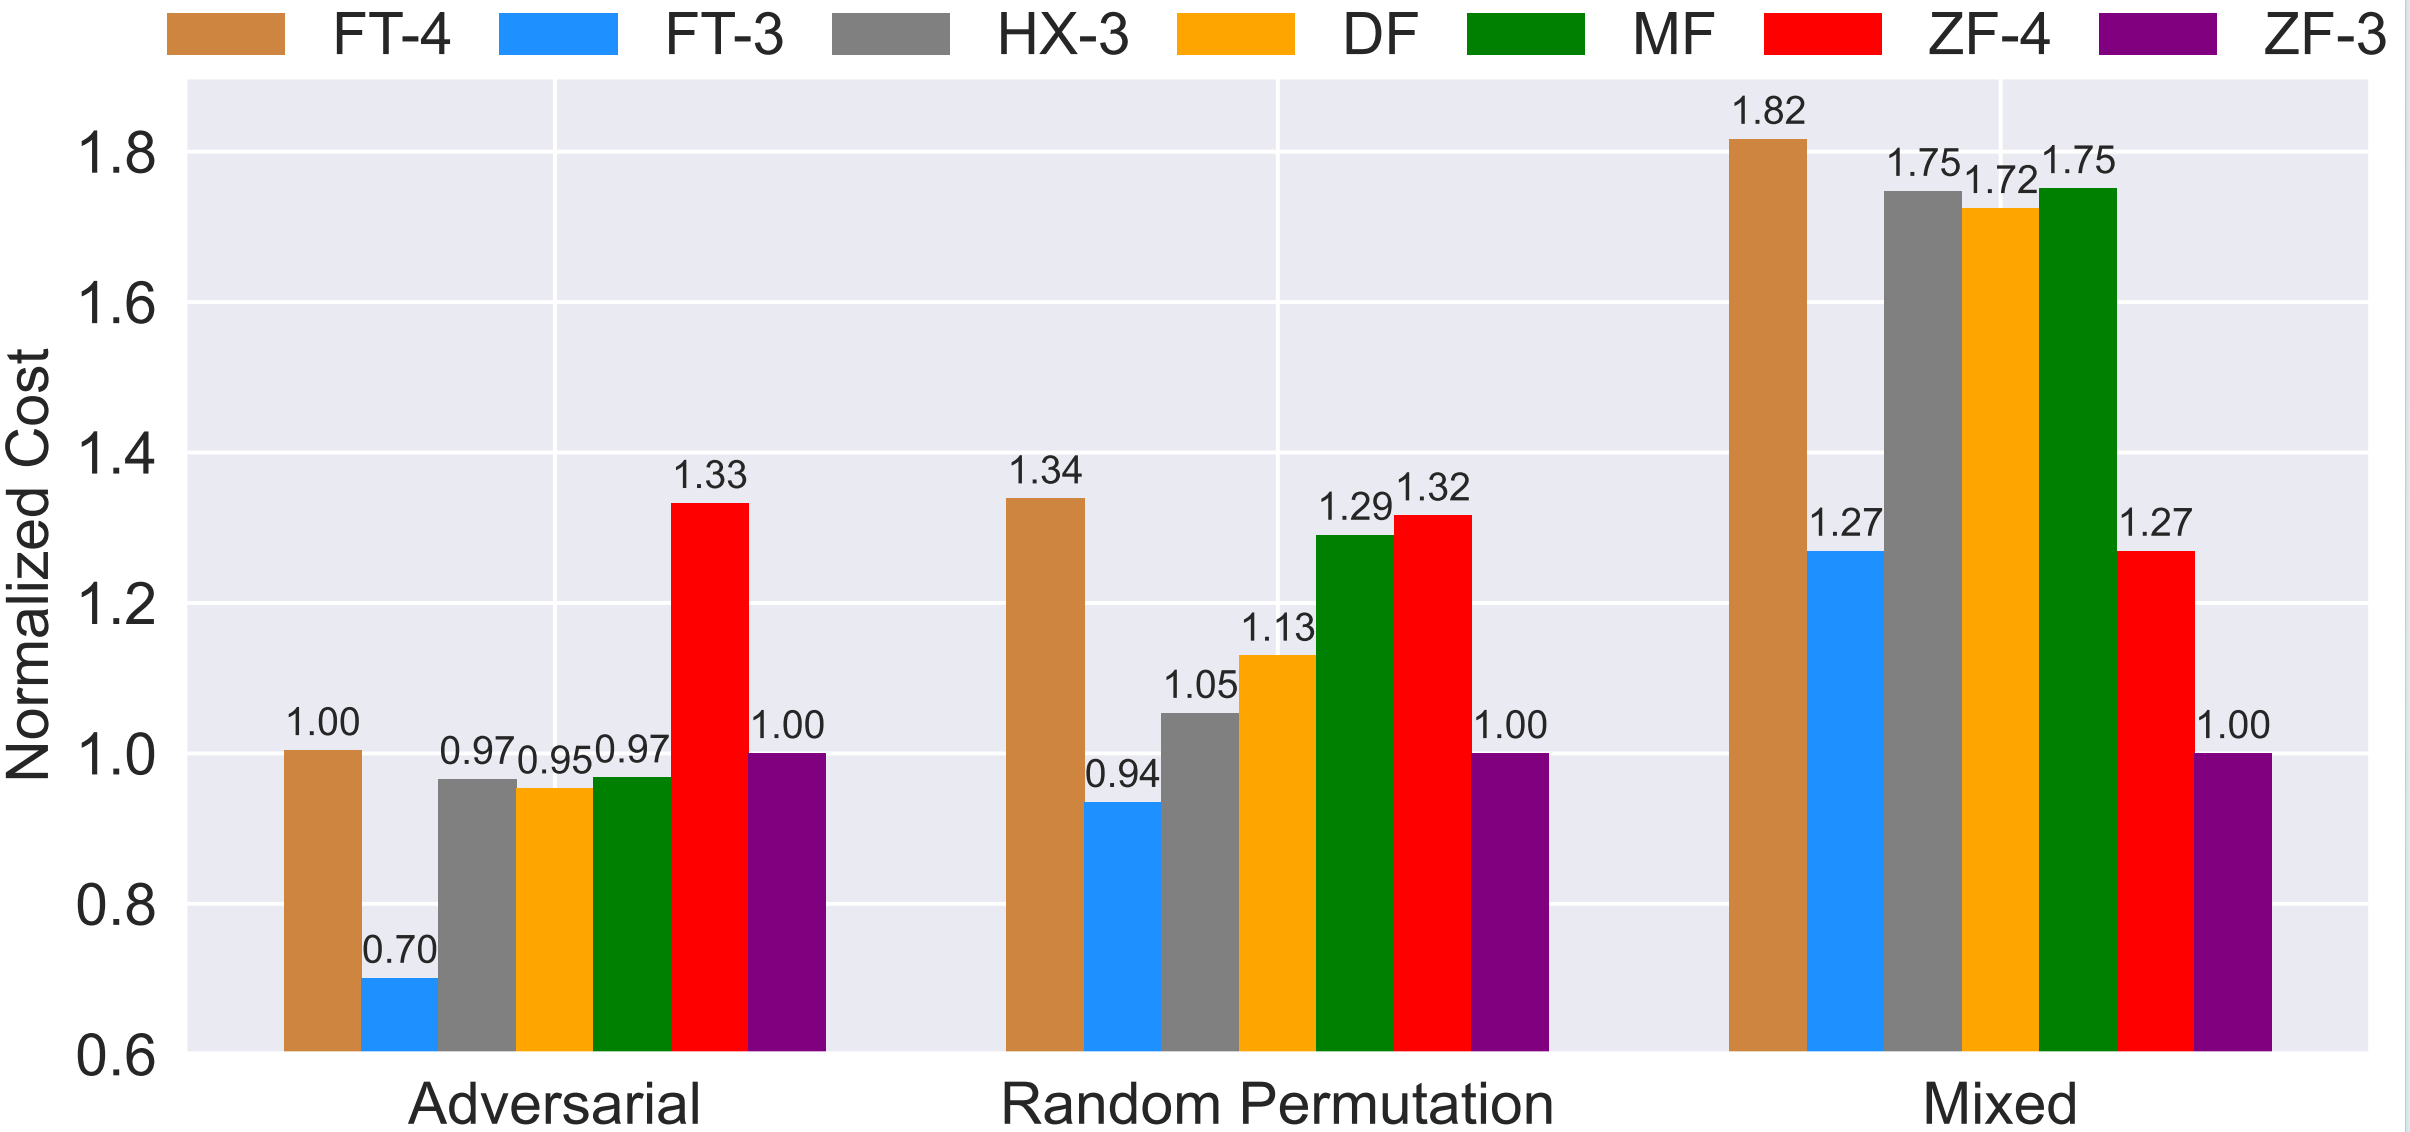 FT-4 FT-3 HX-3 DF MF ZF-4 ZF-3
Normalized Cost
1.8
1.6
1.4
1.2
1.0
0.8
0.6
1.00 0.70 0.97 0.95 0.97 1.33 1.00
1.34 0.94 1.05 1.13 1.29 1.32 1.00
1.82 1.27 1.75 1.72 1.75 1.27 1.00
Adversarial Random Permutation Mixed